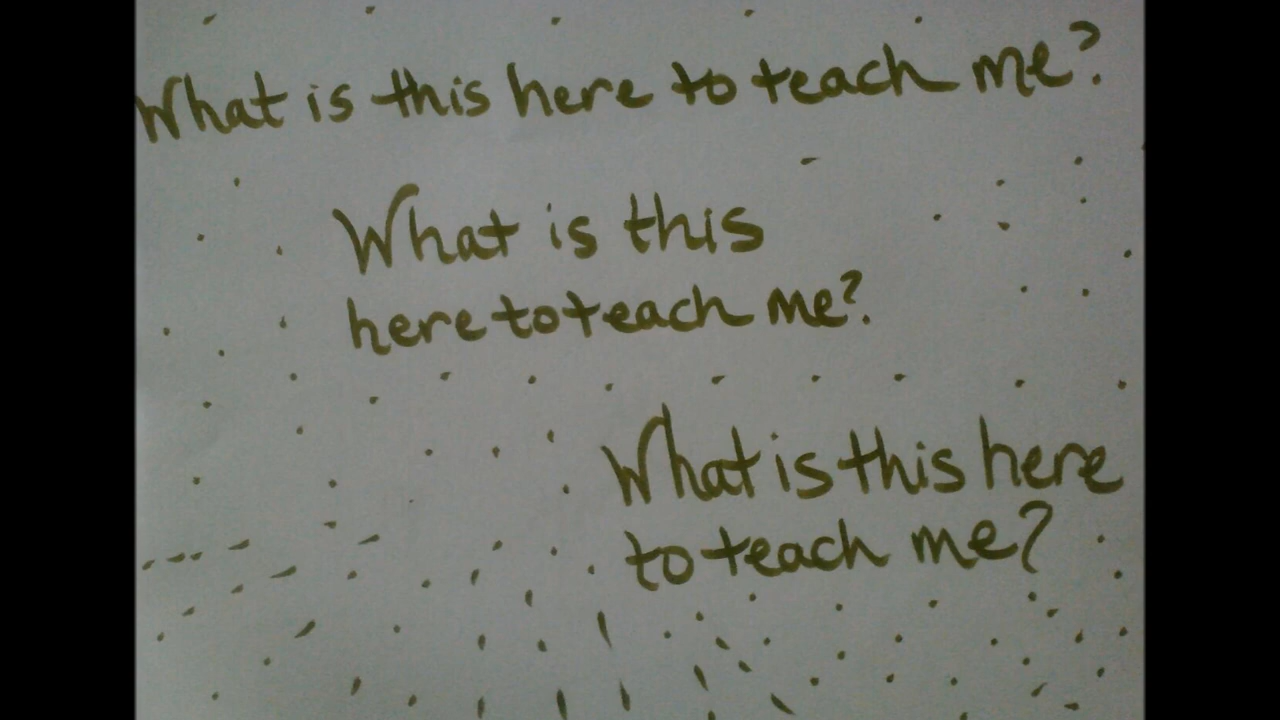 What is this here to teach me?
What is this
here to teach me?
What is this here
to teach me?